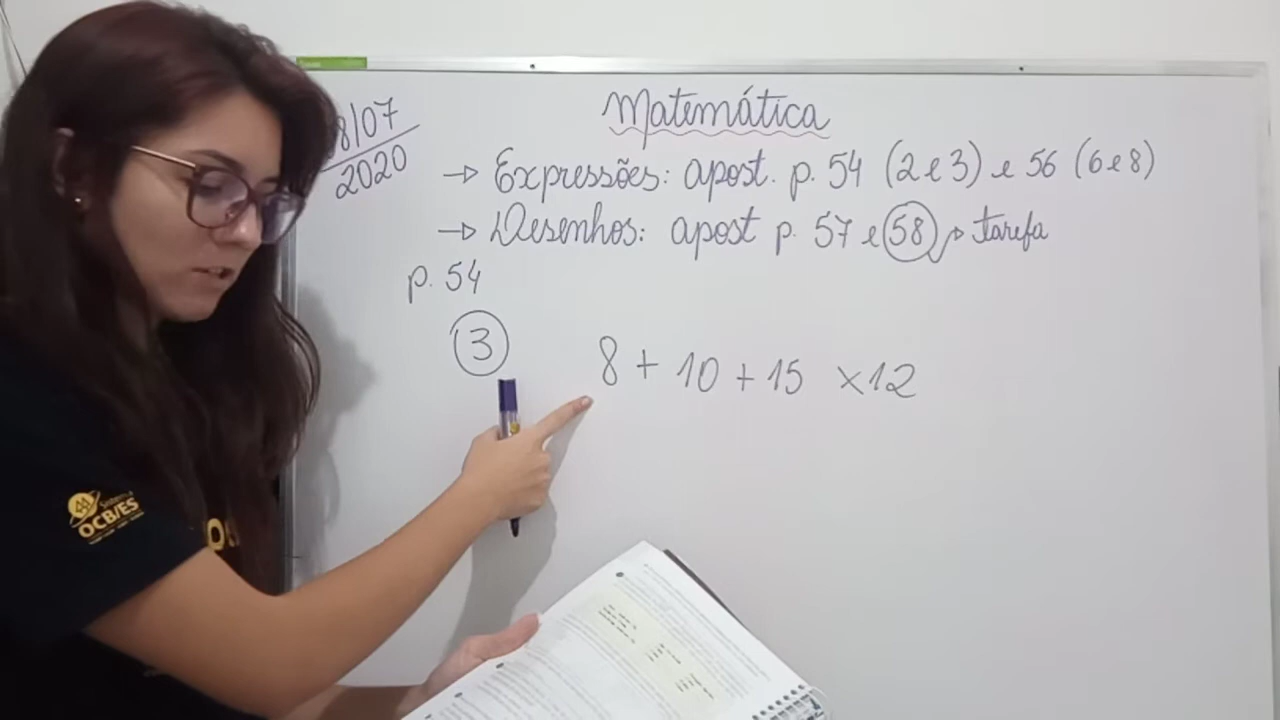 Matemática
8/07
2020
→ Expressões: apost. p. 54 (2 e 3) e 56 (6 e 8)
→ Desenhos: apost p. 57 e 58 → tarefa
p. 54
3
8 + 10 + 15 × 12
Sistema
OCB/ES